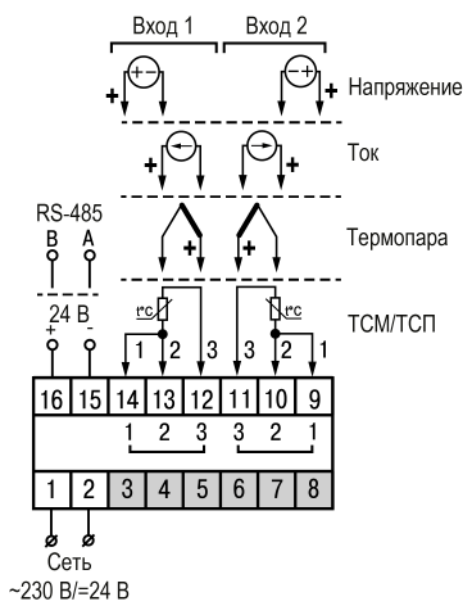 Вход 1 Вход 2
+ - - +
+ + Напряжение
+ + Ток
RS-485
B A
+ + Термопара
24 В
+ -
t°C t°C ТСМ/ТСП
1 2 3 3 2 1
16 15 14 13 12 11 10 9
1 2 3 3 2 1
1 2 3 4 5 6 7 8
Сеть
~230 В/=24 В